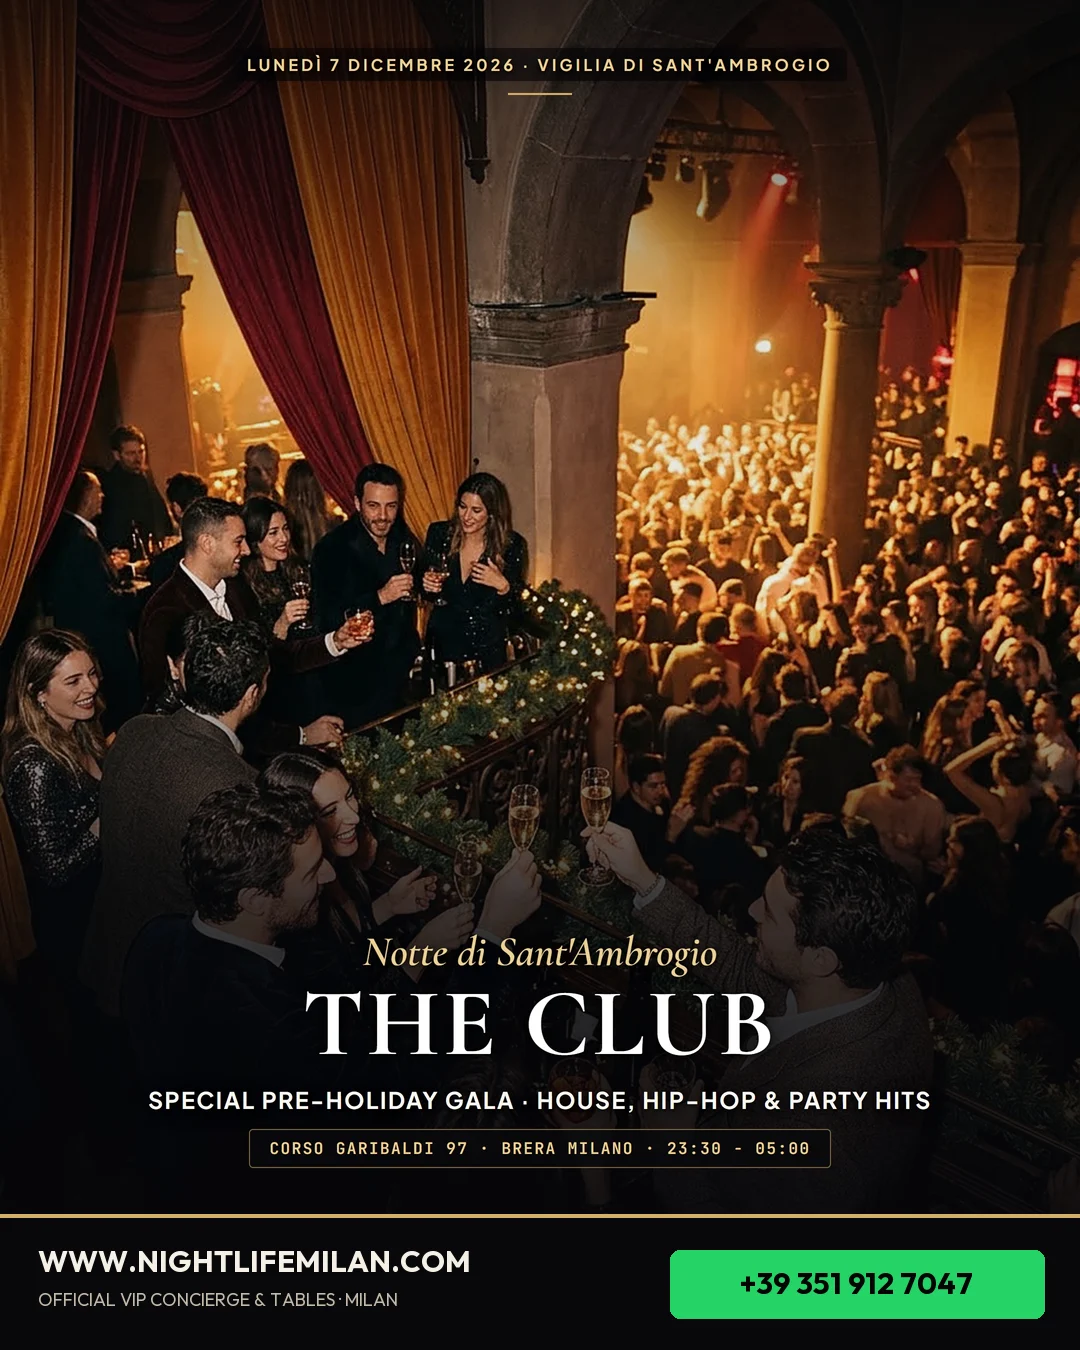 LUNEDÌ 7 DICEMBRE 2026 · VIGILIA DI SANT'AMBROGIO
Notte di Sant'Ambrogio
THE CLUB
SPECIAL PRE-HOLIDAY GALA · HOUSE, HIP-HOP & PARTY HITS
CORSO GARIBALDI 97 · BRERA MILANO · 23:30 - 05:00
WWW.NIGHTLIFEMILAN.COM
OFFICIAL VIP CONCIERGE & TABLES · MILAN
+39 351 912 7047